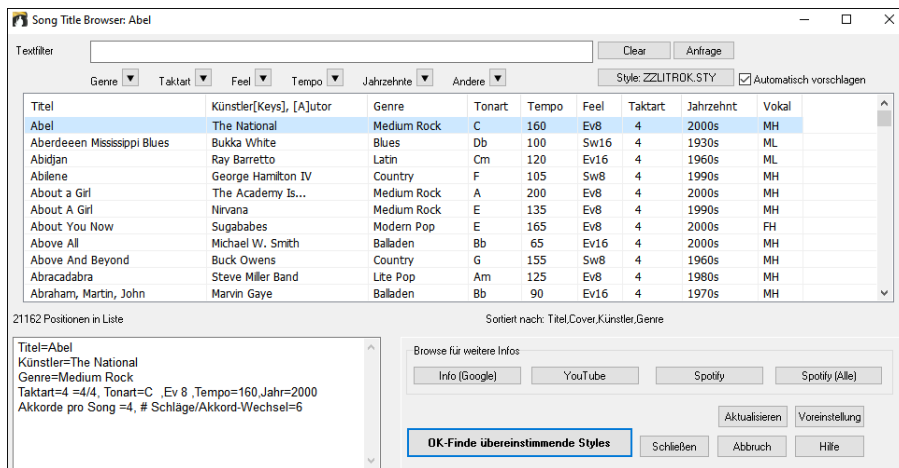 Song Title Browser: Abel
Textfilter
Clear Anfrage
Genre Taktart Feel Tempo Jahrzehnte Andere Style: ZZLITROK.STY Automatisch vorschlagen
Titel Künstler[Keys], [A]utor Genre Tonart Tempo Feel Taktart Jahrzehnt Vokal
Abel The National Medium Rock C 160 Ev8 4 2000s MH
Aberdeeen Mississippi Blues Bukka White Blues Db 100 Sw16 4 1930s ML
Abidjan Ray Barretto Latin Cm 120 Ev16 4 1960s ML
Abilene George Hamilton IV Country F 105 Sw8 4 1990s MH
About a Girl The Academy Is... Medium Rock A 200 Ev8 4 2000s MH
About A Girl Nirvana Medium Rock E 135 Ev8 4 1990s MH
About You Now Sugababes Modern Pop E 165 Ev8 4 2000s FH
Above All Michael W. Smith Balladen Bb 65 Ev16 4 2000s MH
Above And Beyond Buck Owens Country G 155 Sw8 4 1960s MH
Abracadabra Steve Miller Band Lite Pop Am 125 Ev8 4 1980s MH
Abraham, Martin, John Marvin Gaye Balladen Bb 90 Ev16 4 1970s MH
21162 Positionen in Liste Sortiert nach: Titel,Cover,Künstler,Genre
Titel=Abel
Künstler=The National
Genre=Medium Rock
Taktart=4 =4/4, Tonart=C ,Ev 8 ,Tempo=160,Jahr=2000
Akkorde pro Song =4, # Schläge/Akkord-Wechsel=6
Browse für weitere Infos
Info (Google) YouTube Spotify Spotify (Alle)
Aktualisieren Voreinstellung
OK-Finde übereinstimmende Styles Schließen Abbruch Hilfe